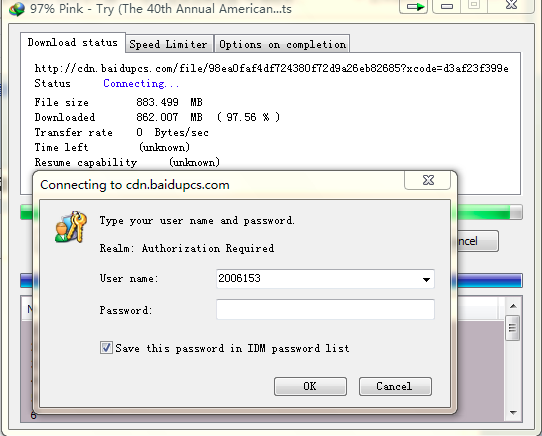 97% Pink - Try (The 40th Annual American...ts
Download status
Speed Limiter
Options on completion
http://cdn.baidupcs.com/file/98ea0faf4df724380f72d9a26eb82685?xcode=d3af23f399e
Status Connecting...
File size 883.499 MB
Downloaded 862.007 MB ( 97.56 % )
Transfer rate 0 Bytes/sec
Time left (unknown)
Resume capability (unknown)
Connecting to cdn.baidupcs.com
Type your user name and password.
Realm: Authorization Required
User name: 2006153
Password:
Save this password in IDM password list
OK
Cancel
ncel